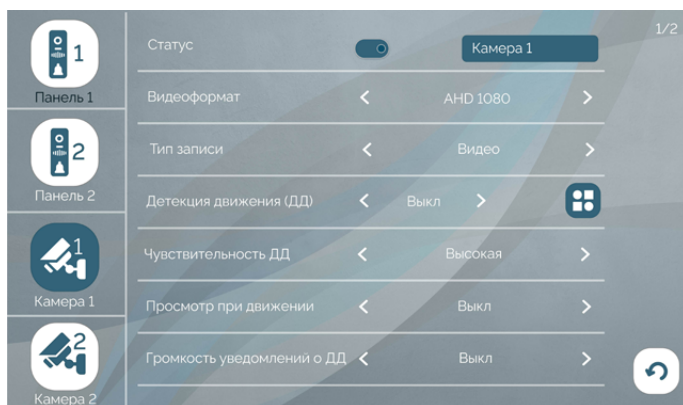 1/2
1
Панель 1
2
Панель 2
1
Камера 1
2
Камера 2
Статус Камера 1
Видеоформат < AHD 1080 >
Тип записи < Видео >
Детекция движения (ДД) < Выкл >
Чувствительность ДД < Высокая >
Просмотр при движении < Выкл >
Громкость уведомлений о ДД < Выкл >